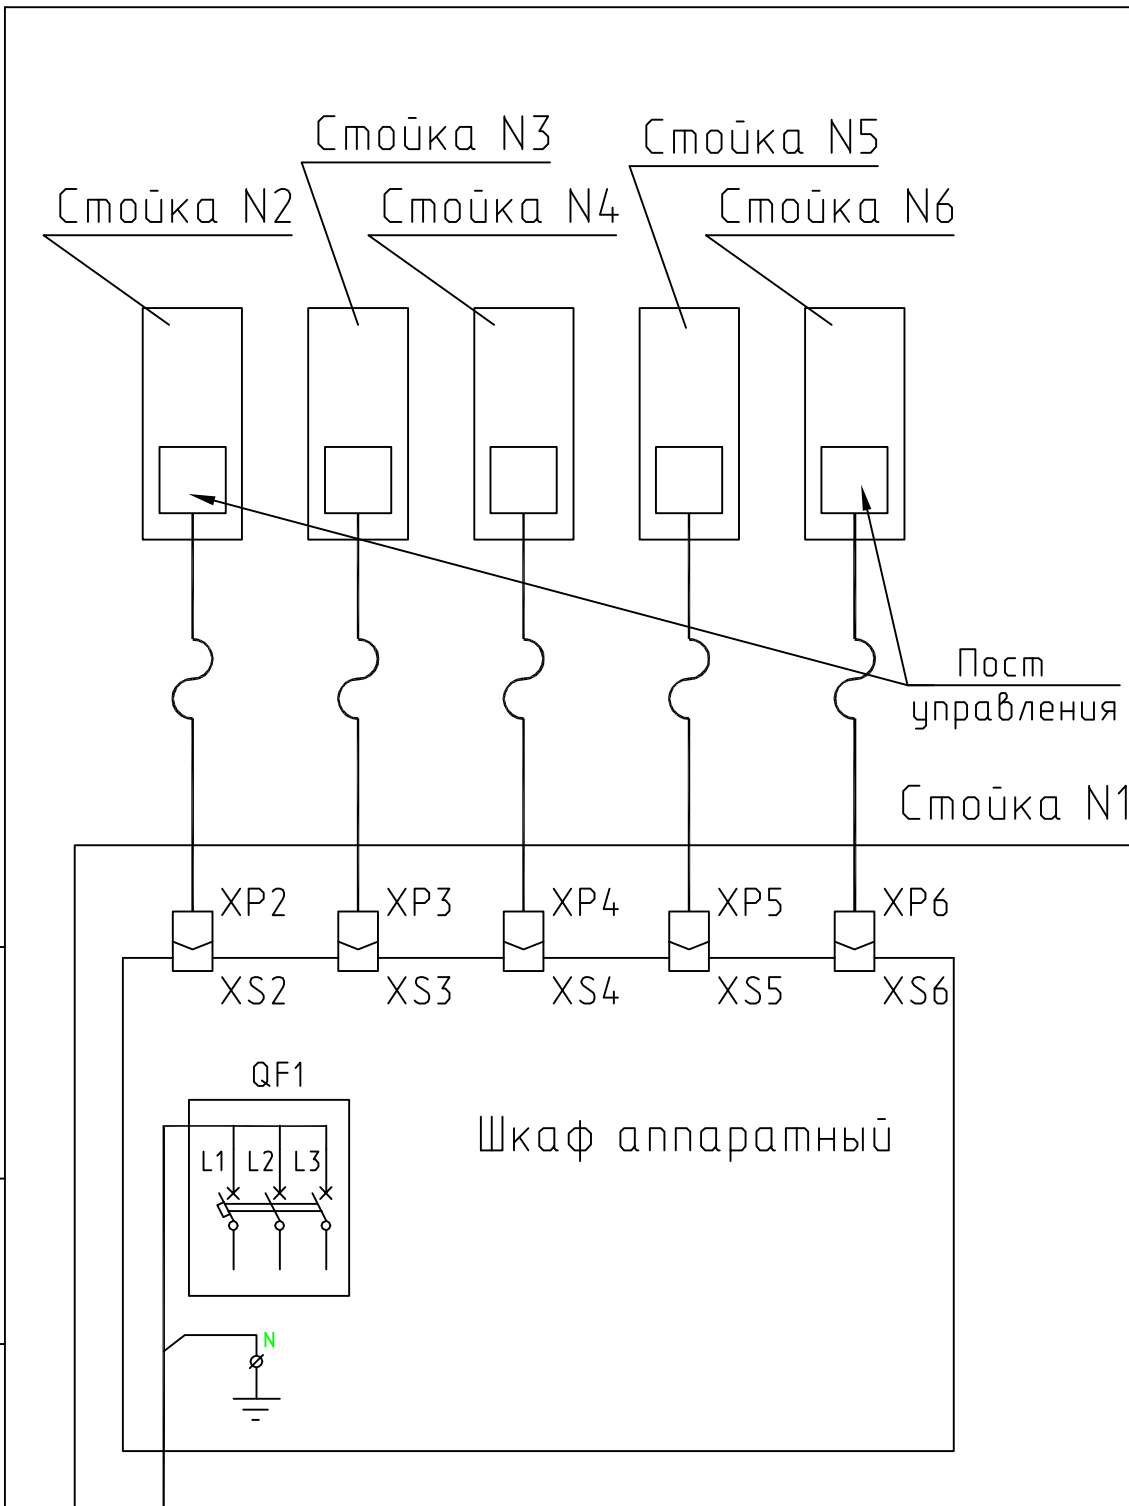 Стойка N3
Стойка N5
Стойка N2
Стойка N4
Стойка N6
Пост
управления
Стойка N1
XP2
XP3
XP4
XP5
XP6
XS2
XS3
XS4
XS5
XS6
QF1
Шкаф аппаратный
L1 L2 L3
N